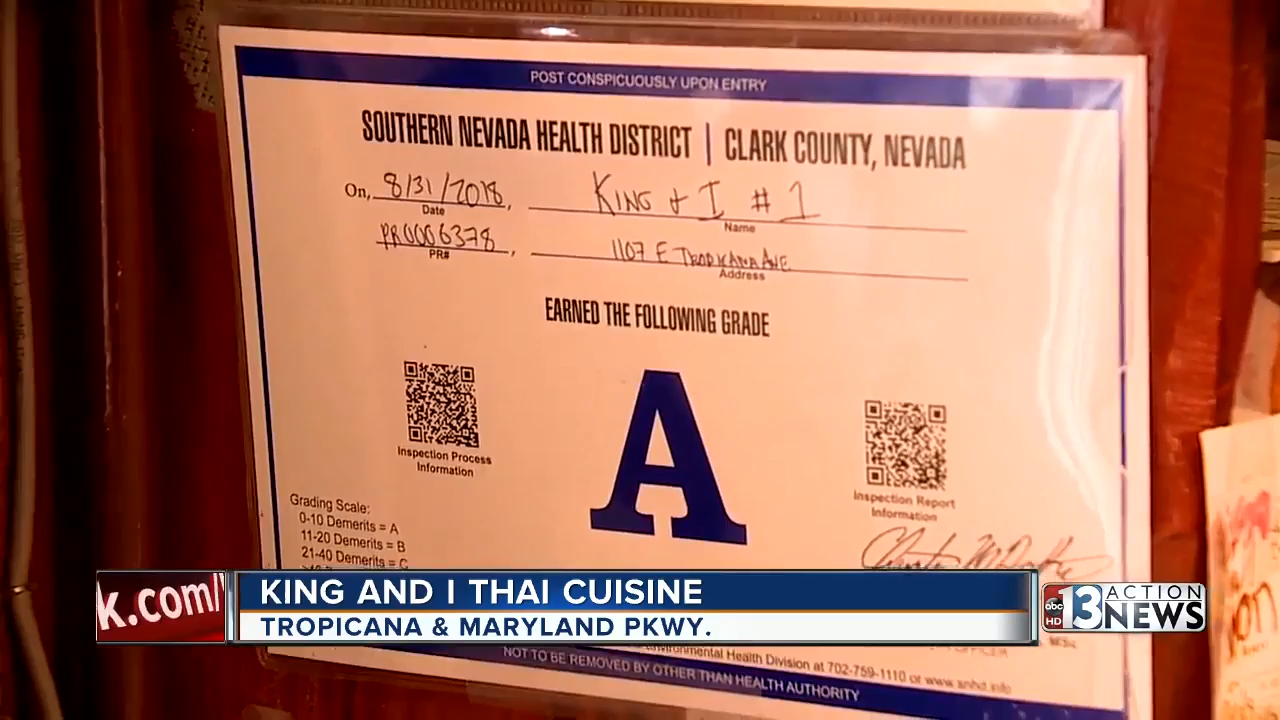 POST CONSPICUOUSLY UPON ENTRY
SOUTHERN NEVADA HEALTH DISTRICT | CLARK COUNTY, NEVADA
On, 8/31/2018, KING & I # 1
Date Name
PR0006378, 1107 E TROPICANA AVE
PR# Address
EARNED THE FOLLOWING GRADE
A
Inspection Process
Information
Inspection Report
Information
Grading Scale:
0-10 Demerits = A
11-20 Demerits = B
21-40 Demerits = C
k.com/
KING AND I THAI CUISINE
TROPICANA & MARYLAND PKWY.
abc
HD
13 ACTION
NEWS
Environmental Health Division at 702-759-1110 or www.snhd.info
NOT TO BE REMOVED BY OTHER THAN HEALTH AUTHORITY